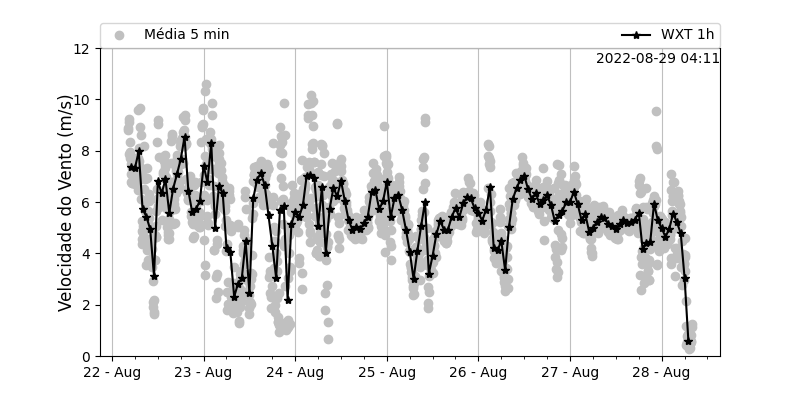 Média 5 min
WXT 1h
2022-08-29 04:11
Velocidade do Vento (m/s)
12
10
8
6
4
2
0
22 - Aug
23 - Aug
24 - Aug
25 - Aug
26 - Aug
27 - Aug
28 - Aug